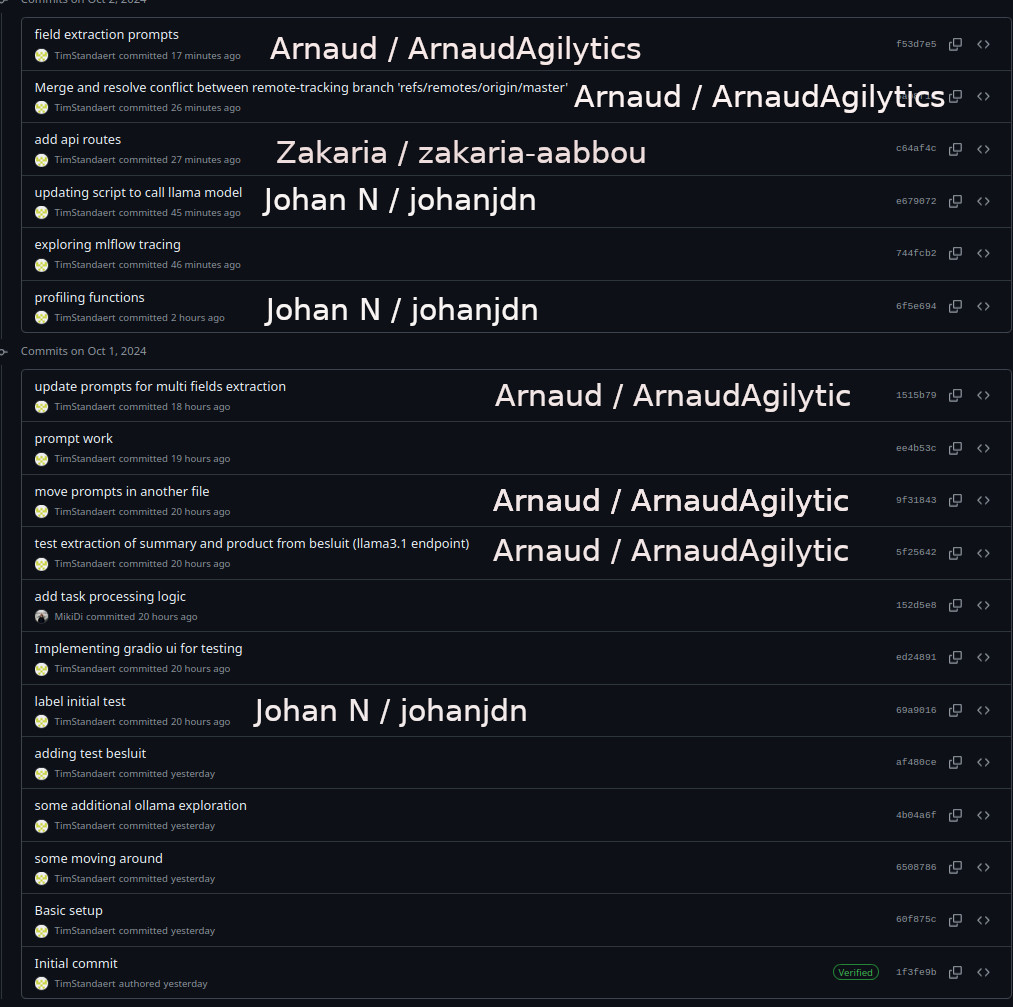 Commits on Oct 2, 2024
field extraction prompts
Arnaud / ArnaudAgilytics
f53d7e5
TimStandaert committed 17 minutes ago
Merge and resolve conflict between remote-tracking branch 'refs/remotes/origin/master'
Arnaud / ArnaudAgilytics
TimStandaert committed 26 minutes ago
add api routes
Zakaria / zakaria-aabbou
c64af4c
TimStandaert committed 27 minutes ago
updating script to call llama model
Johan N / johanjdn
e679072
TimStandaert committed 45 minutes ago
exploring mlflow tracing
744fcb2
TimStandaert committed 46 minutes ago
profiling functions
Johan N / johanjdn
6f5e694
TimStandaert committed 2 hours ago
Commits on Oct 1, 2024
update prompts for multi fields extraction
Arnaud / ArnaudAgilytic
1515b79
TimStandaert committed 18 hours ago
prompt work
ee4b53c
TimStandaert committed 19 hours ago
move prompts in another file
Arnaud / ArnaudAgilytic
9f31843
TimStandaert committed 20 hours ago
test extraction of summary and product from besluit (llama3.1 endpoint)
Arnaud / ArnaudAgilytic
5f25642
TimStandaert committed 20 hours ago
add task processing logic
152d5e8
MikiDi committed 20 hours ago
Implementing gradio ui for testing
ed24891
TimStandaert committed 20 hours ago
label initial test
Johan N / johanjdn
69a9016
TimStandaert committed 20 hours ago
adding test besluit
af480ce
TimStandaert committed yesterday
some additional ollama exploration
4b04a6f
TimStandaert committed yesterday
some moving around
6508786
TimStandaert committed yesterday
Basic setup
60f875c
TimStandaert committed yesterday
Initial commit
Verified
1f3fe9b
TimStandaert authored yesterday